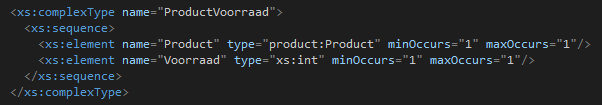 <xs:complexType name="ProductVoorraad">
  <xs:sequence>
    <xs:element name="Product" type="product:Product" minOccurs="1" maxOccurs="1"/>
    <xs:element name="Voorraad" type="xs:int" minOccurs="1" maxOccurs="1"/>
  </xs:sequence>
</xs:complexType>